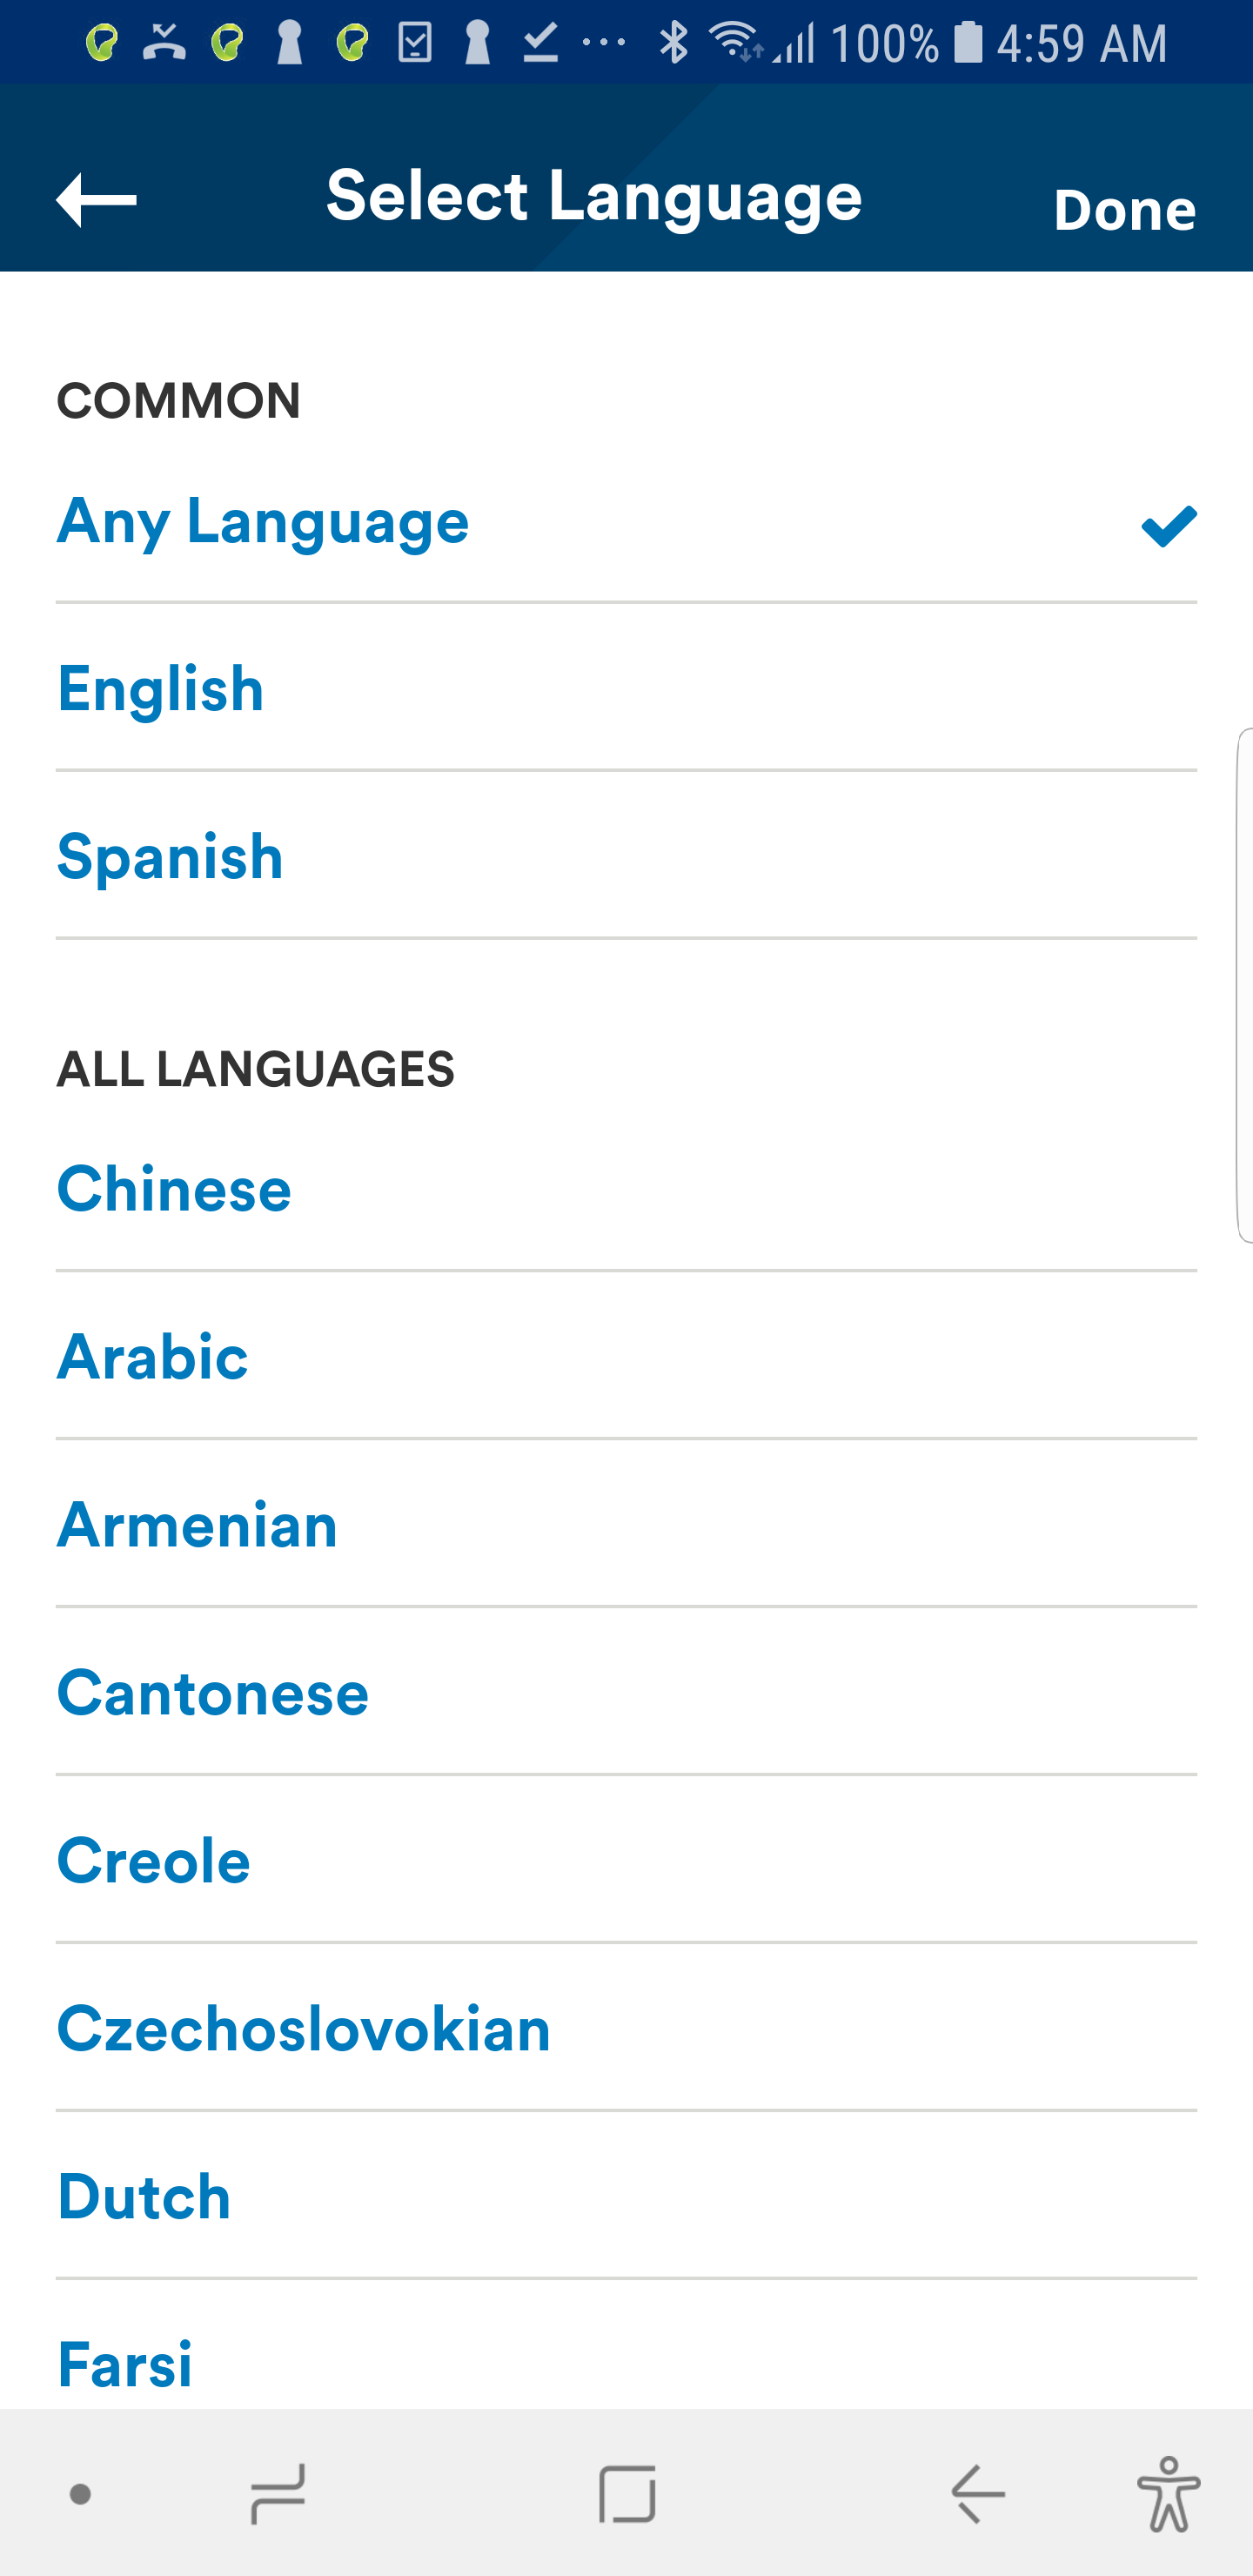 100% 4:59 AM
Select Language
Done
COMMON
Any Language
English
Spanish
ALL LANGUAGES
Chinese
Arabic
Armenian
Cantonese
Creole
Czechoslovokian
Dutch
Farsi